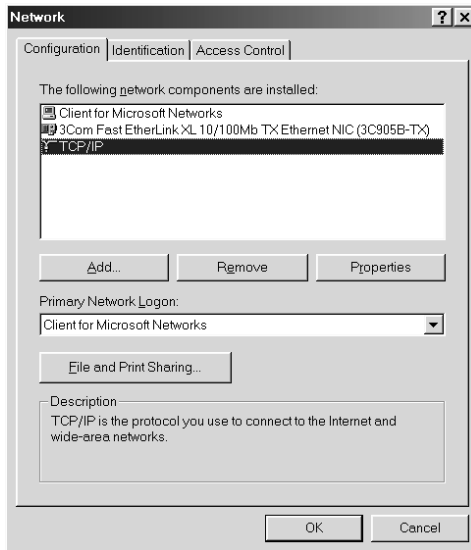 Network
? x
Configuration Identification Access Control
The following network components are installed:
Client for Microsoft Networks
3Com Fast EtherLink XL 10/100Mb TX Ethernet NIC (3C905B-TX)
TCP/IP
Add... Remove Properties
Primary Network Logon:
Client for Microsoft Networks
File and Print Sharing...
Description
TCP/IP is the protocol you use to connect to the Internet and
wide-area networks.
OK Cancel